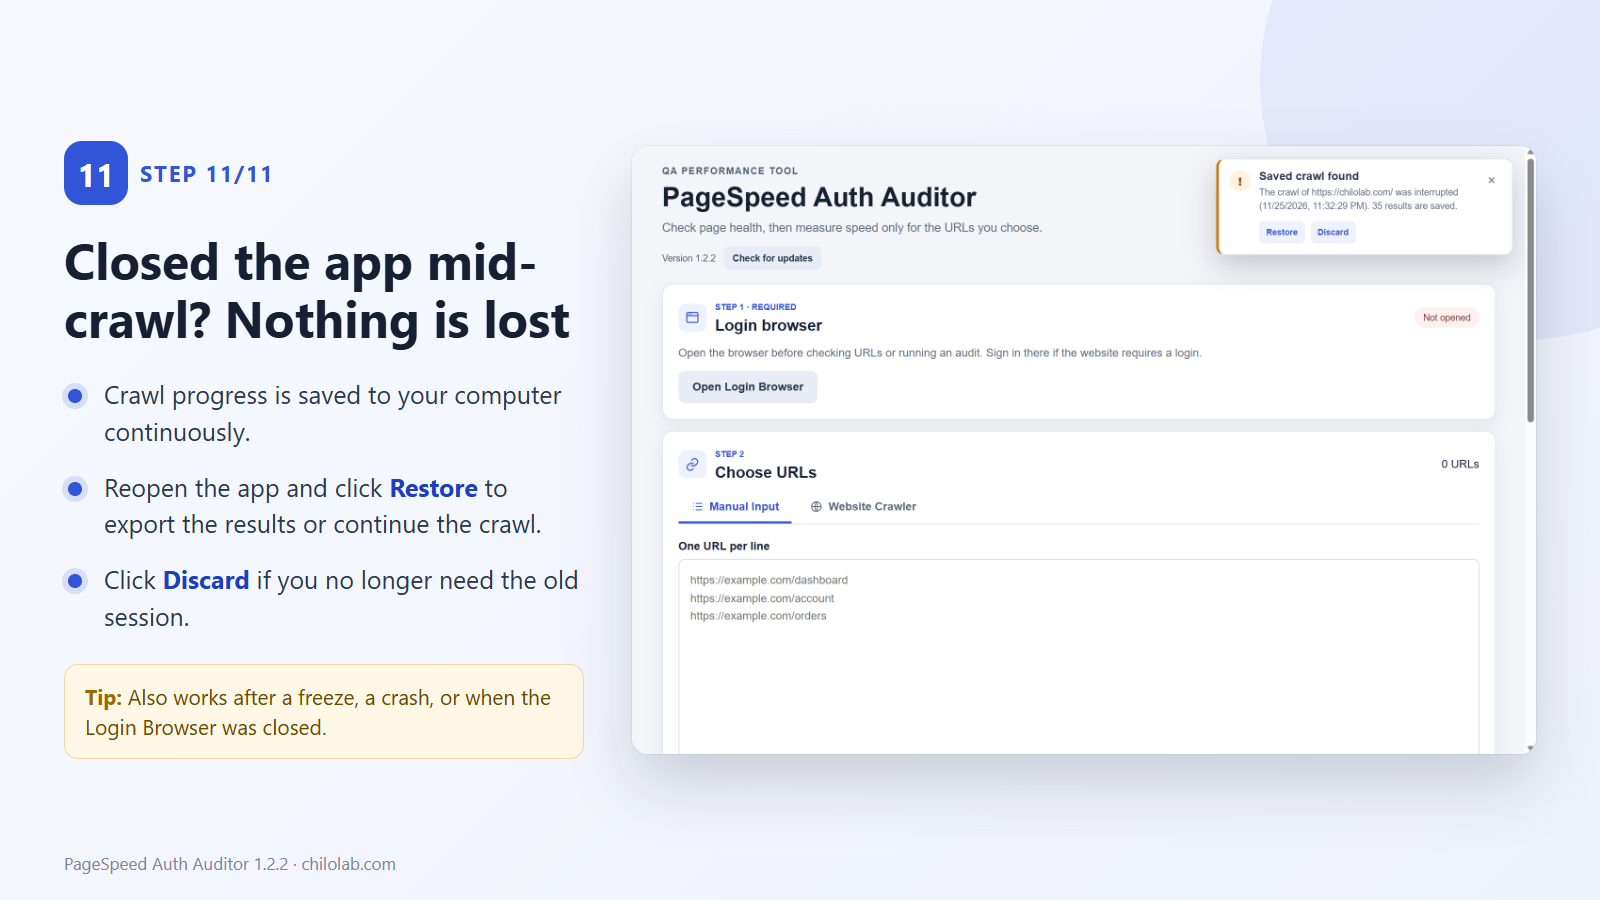 11
STEP 11/11
Closed the app mid-
crawl? Nothing is lost
Crawl progress is saved to your computer
continuously.
Reopen the app and click Restore to
export the results or continue the crawl.
Click Discard if you no longer need the old
session.
Tip: Also works after a freeze, a crash, or when the
Login Browser was closed.
PageSpeed Auth Auditor 1.2.2 · chilolab.com
QA PERFORMANCE TOOL
PageSpeed Auth Auditor
Check page health, then measure speed only for the URLs you choose.
Version 1.2.2 Check for updates
! Saved crawl found ×
The crawl of https://chilolab.com/ was interrupted
(11/25/2026, 11:32:29 PM). 35 results are saved.
Restore Discard
STEP 1 · REQUIRED
Login browser
Not opened
Open the browser before checking URLs or running an audit. Sign in there if the website requires a login.
Open Login Browser
STEP 2
Choose URLs
0 URLs
Manual Input Website Crawler
One URL per line
https://example.com/dashboard
https://example.com/account
https://example.com/orders